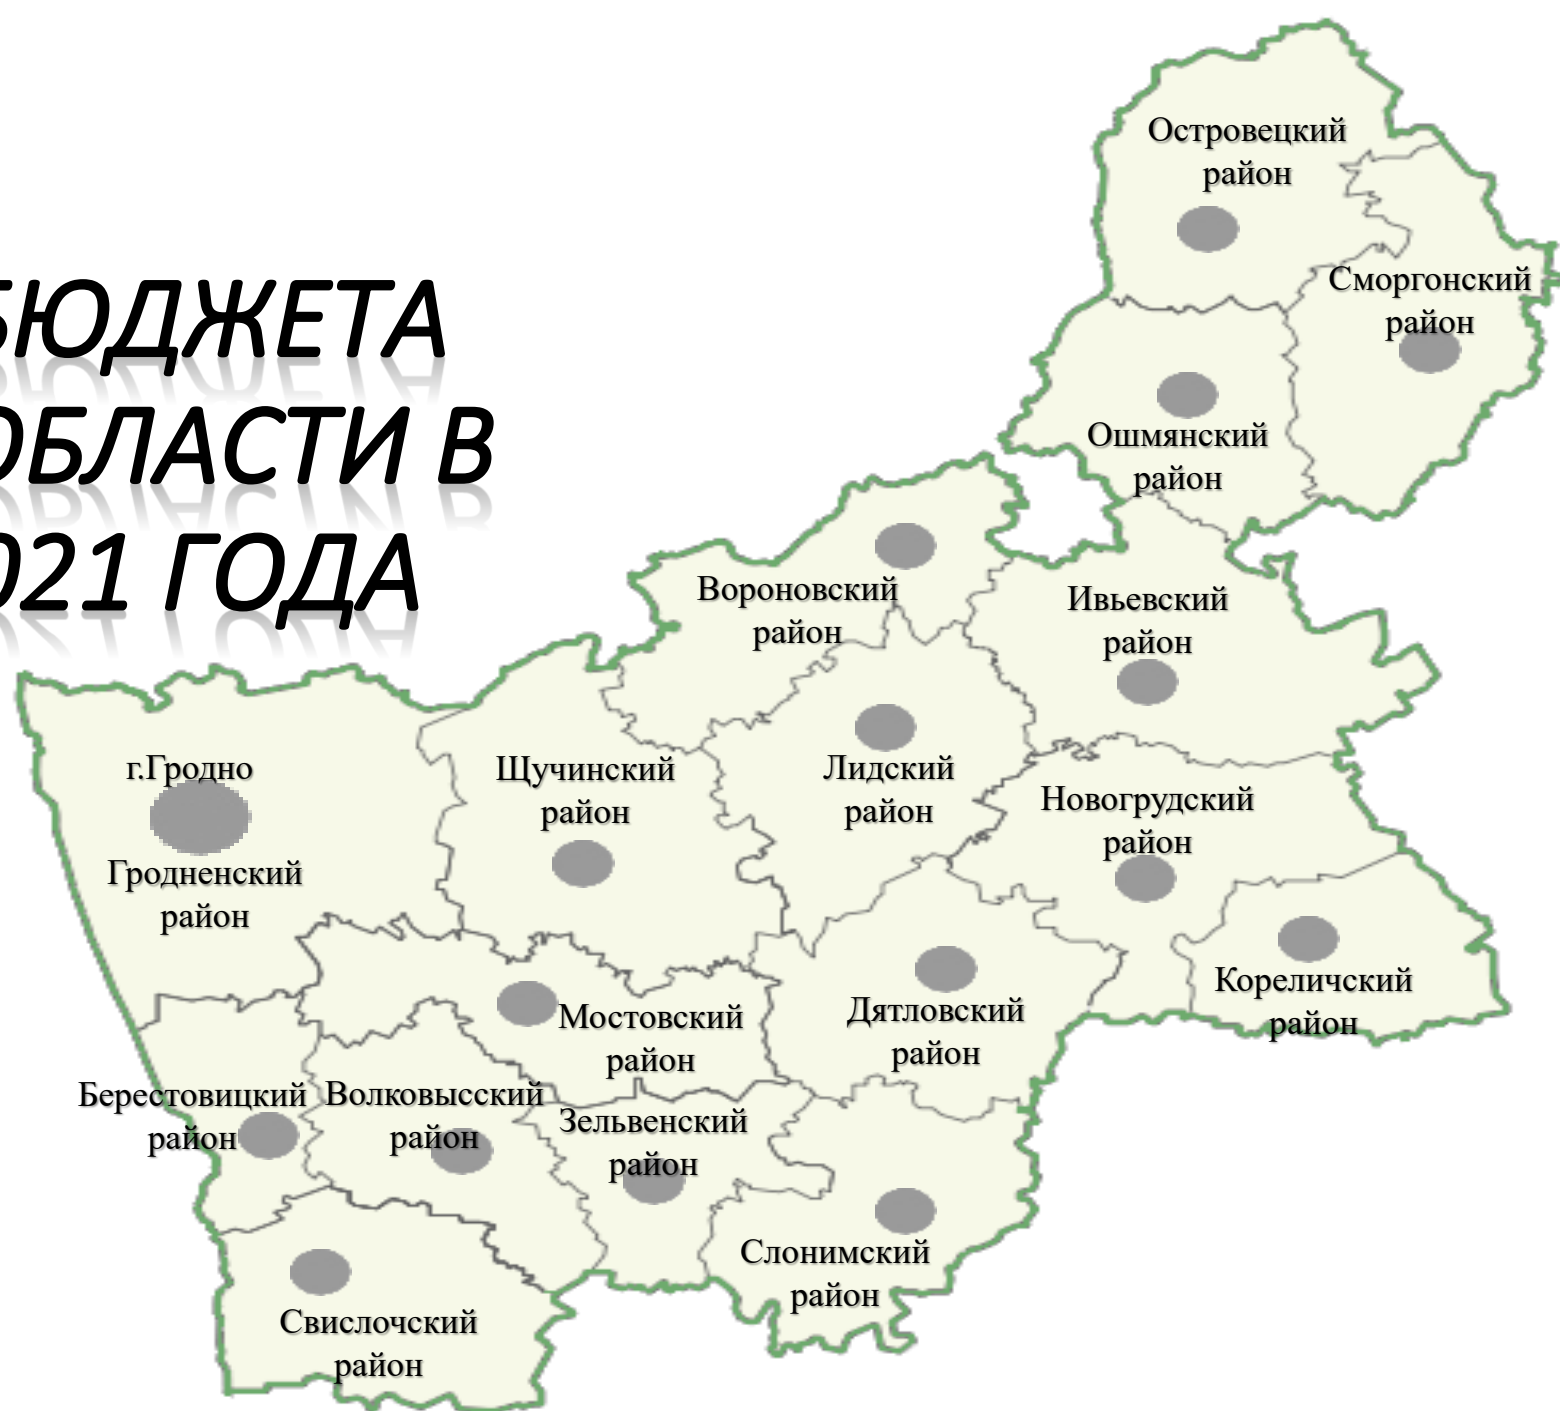 БЮДЖЕТА
ОБЛАСТИ В
021 ГОДА
Островецкий
район
Сморгонский
район
Ошмянский
район
Вороновский
район
Ивьевский
район
г.Гродно
Гродненский
район
Щучинский
район
Лидский
район
Новогрудский
район
Кореличский
район
Мостовский
район
Дятловский
район
Берестовицкий
район
Волковысский
район
Зельвенский
район
Слонимский
район
Свислочский
район